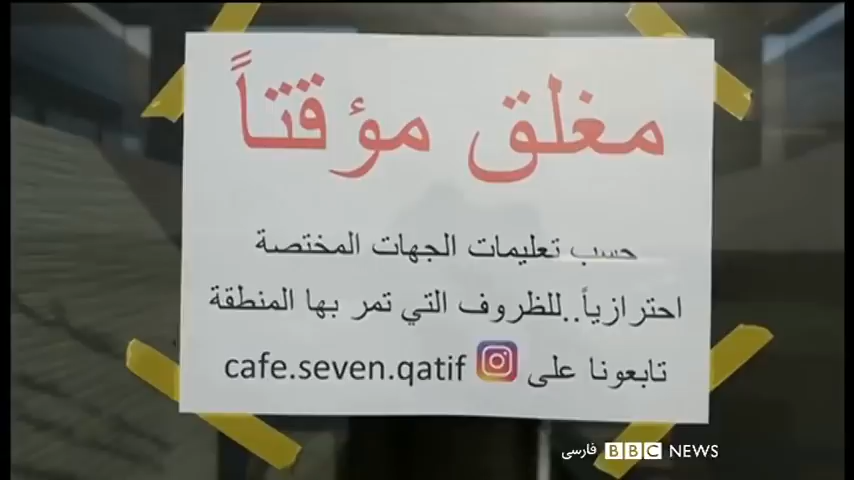 مغلق مؤقتاً
حسب تعليمات الجهات المختصة
احترازياً..للظروف التي تمر بها المنطقة
تابعونا على cafe.seven.qatif
BBC NEWS فارسی